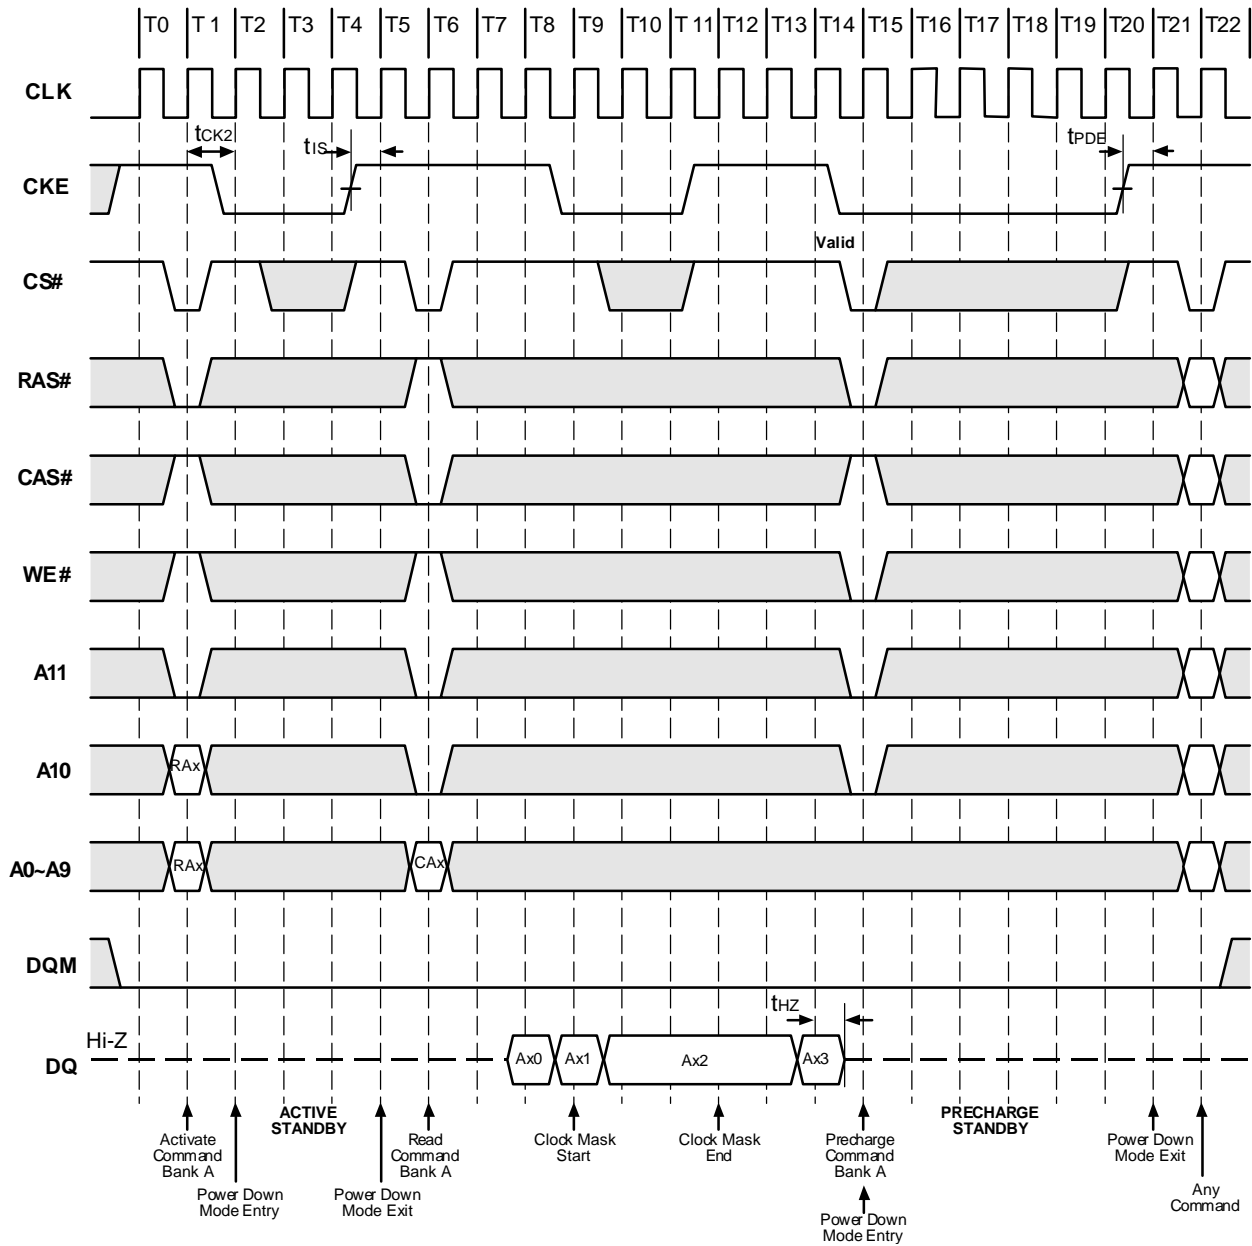 T0 T 1 T2 T3 T4 T5 T6 T7 T8 T9 T10 T 11 T12 T13 T14 T15 T16 T17 T18 T19 T20 T21 T22
CLK
tCK2 tIS tPDE
CKE
Valid
CS#
RAS#
CAS#
WE#
A11
A10 RAx
A0~A9 RAx CAx
DQM
tHZ
Hi-Z
DQ Ax0 Ax1 Ax2 Ax3
ACTIVE
STANDBY
PRECHARGE
STANDBY
Activate
Command
Bank A
Read
Command
Bank A
Clock Mask
Start
Clock Mask
End
Precharge
Command
Bank A
Power Down
Mode Exit
Power Down
Mode Entry
Power Down
Mode Exit
Any
Command
Power Down
Mode Entry